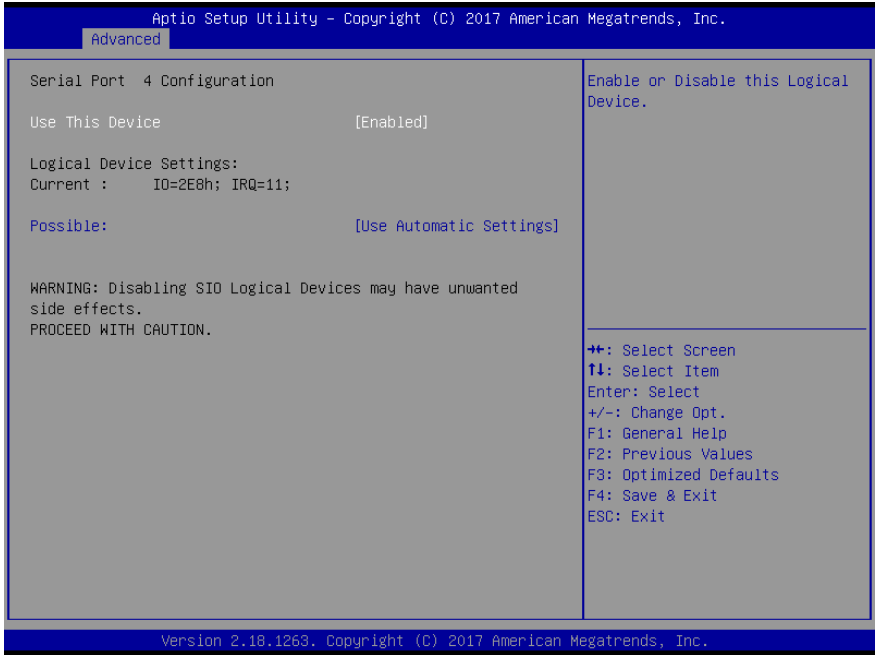 Aptio Setup Utility – Copyright (C) 2017 American Megatrends, Inc.
Advanced
Serial Port  4 Configuration
Use This Device [Enabled]
Logical Device Settings:
Current : IO=2E8h; IRQ=11;
Possible: [Use Automatic Settings]
WARNING: Disabling SIO Logical Devices may have unwanted
side effects.
PROCEED WITH CAUTION.
Enable or Disable this Logical
Device.
→←: Select Screen
↑↓: Select Item
Enter: Select
+/-: Change Opt.
F1: General Help
F2: Previous Values
F3: Optimized Defaults
F4: Save & Exit
ESC: Exit
Version 2.18.1263. Copyright (C) 2017 American Megatrends, Inc.